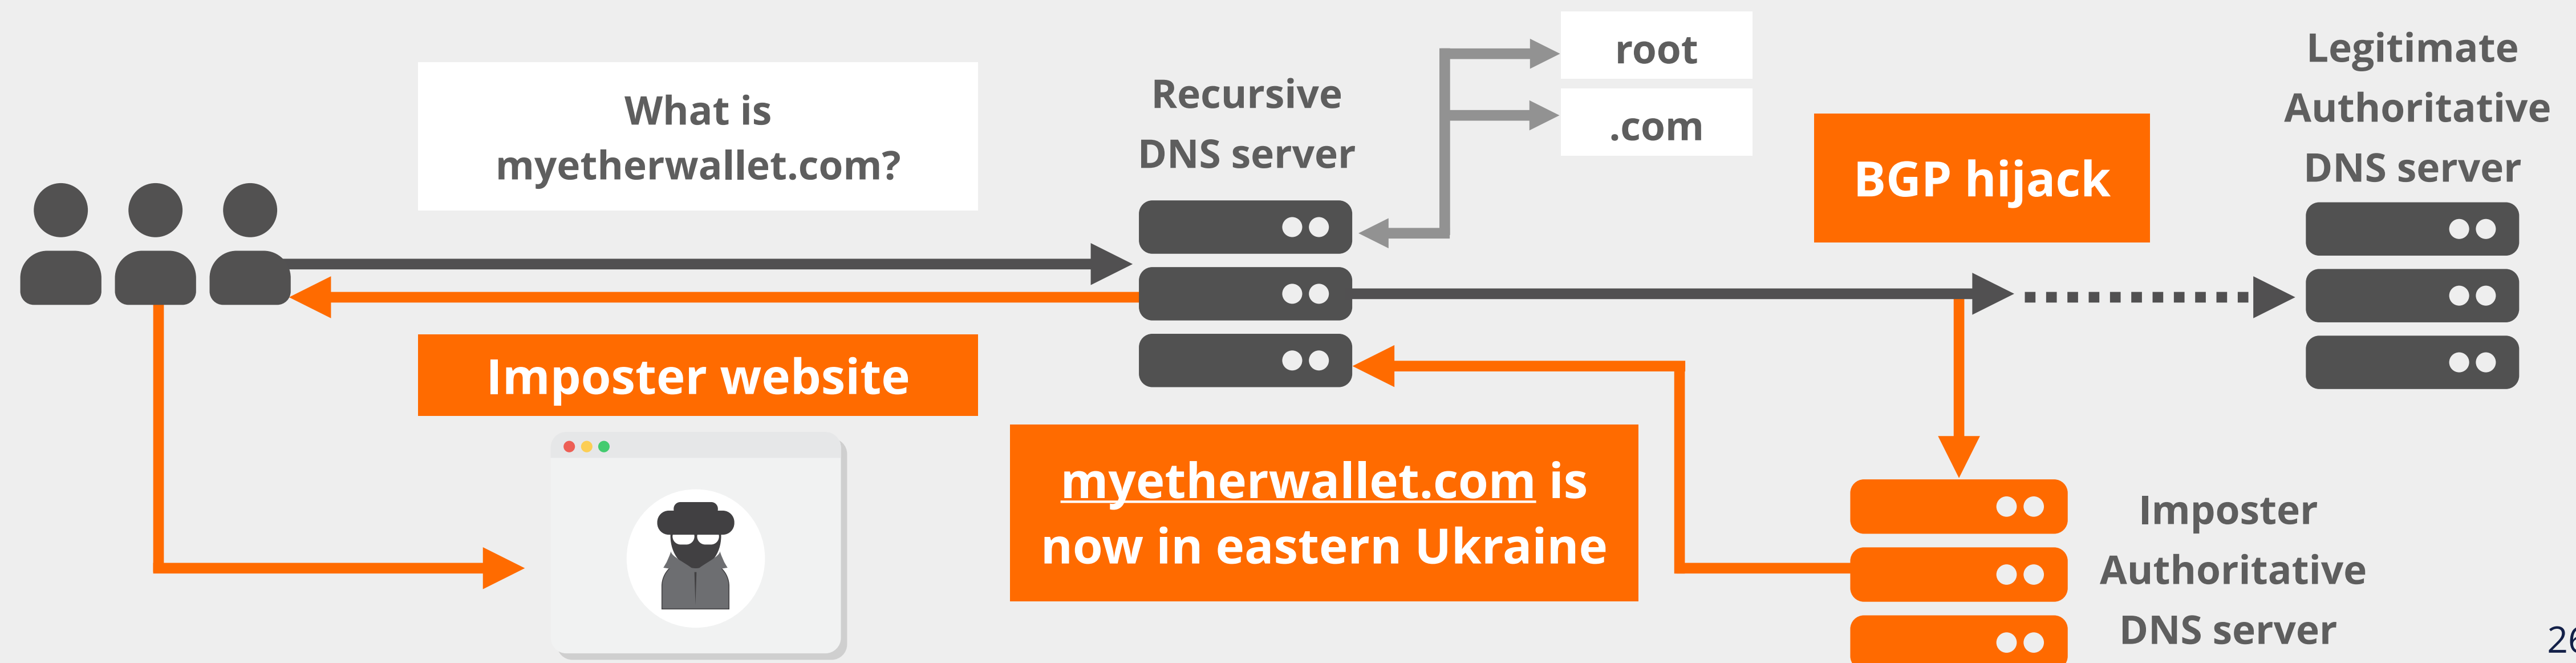 What is
myetherwallet.com?
Recursive
DNS server
root
.com
BGP hijack
Legitimate
Authoritative
DNS server
Imposter website
myetherwallet.com is
now in eastern Ukraine
Imposter
Authoritative
DNS server
26